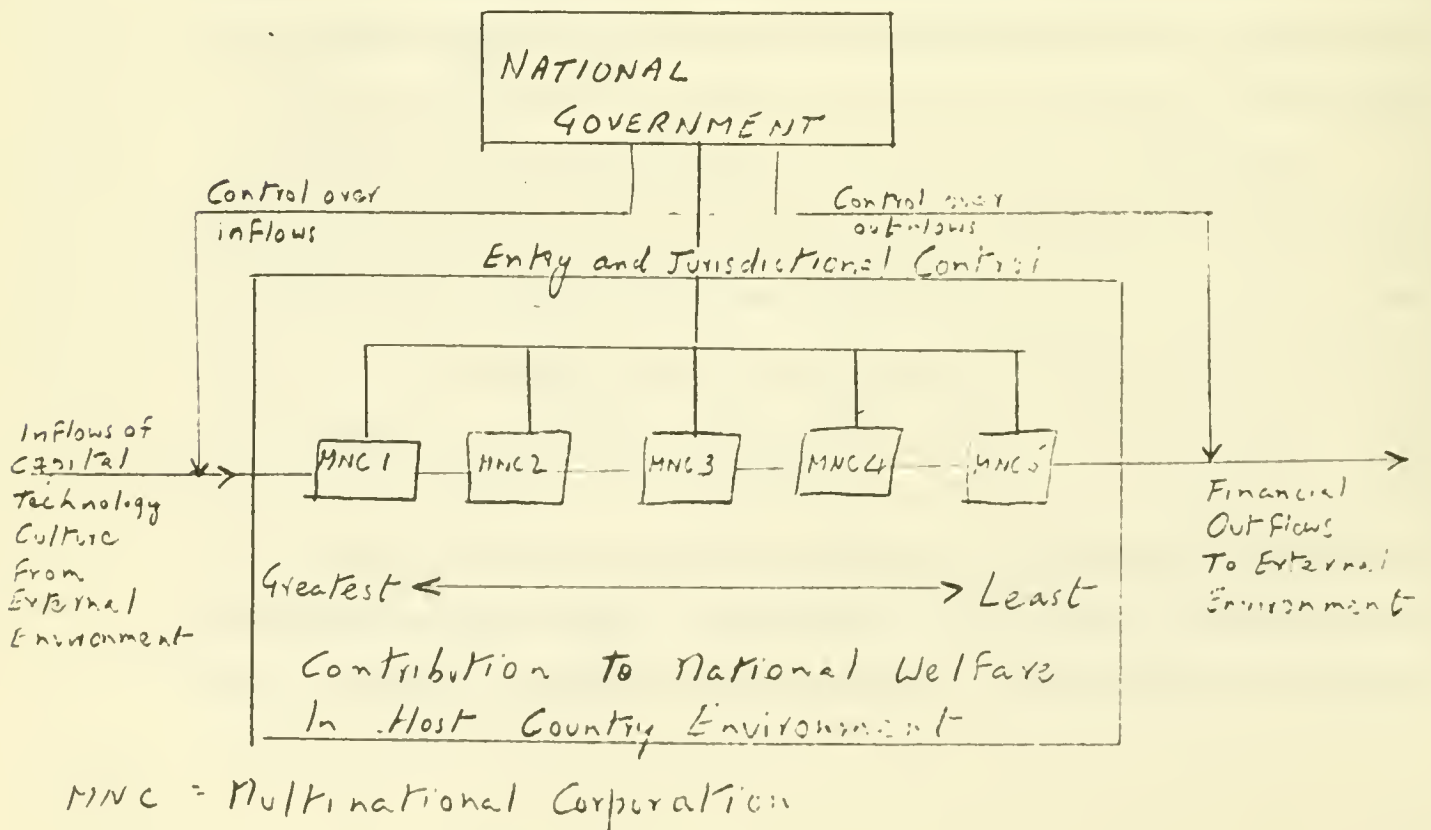 NATIONAL
GOVERNMENT
Control over
inflows
Control over
outflows
Entry and Jurisdictional Control
Inflows of
Capital
Technology
Culture
From
External
Environment
MNC 1
MNC 2
MNC 3
MNC 4
MNC 5
Financial
Outflows
To External
Environment
Greatest
Least
Contribution To National Welfare
In Host Country Environment
MNC = Multinational Corporation